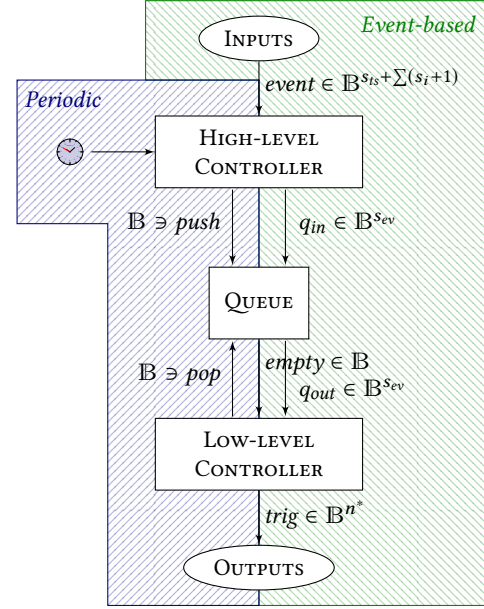 INPUTS
Event-based
event ∈ 𝔹^{s_{ts}+∑(s_i+1)}
Periodic
HIGH-LEVEL
CONTROLLER
𝔹 ∋ push
q_{in} ∈ 𝔹^{s_{ev}}
QUEUE
𝔹 ∋ pop
empty ∈ 𝔹
q_{out} ∈ 𝔹^{s_{ev}}
LOW-LEVEL
CONTROLLER
trig ∈ 𝔹^{n*}
OUTPUTS